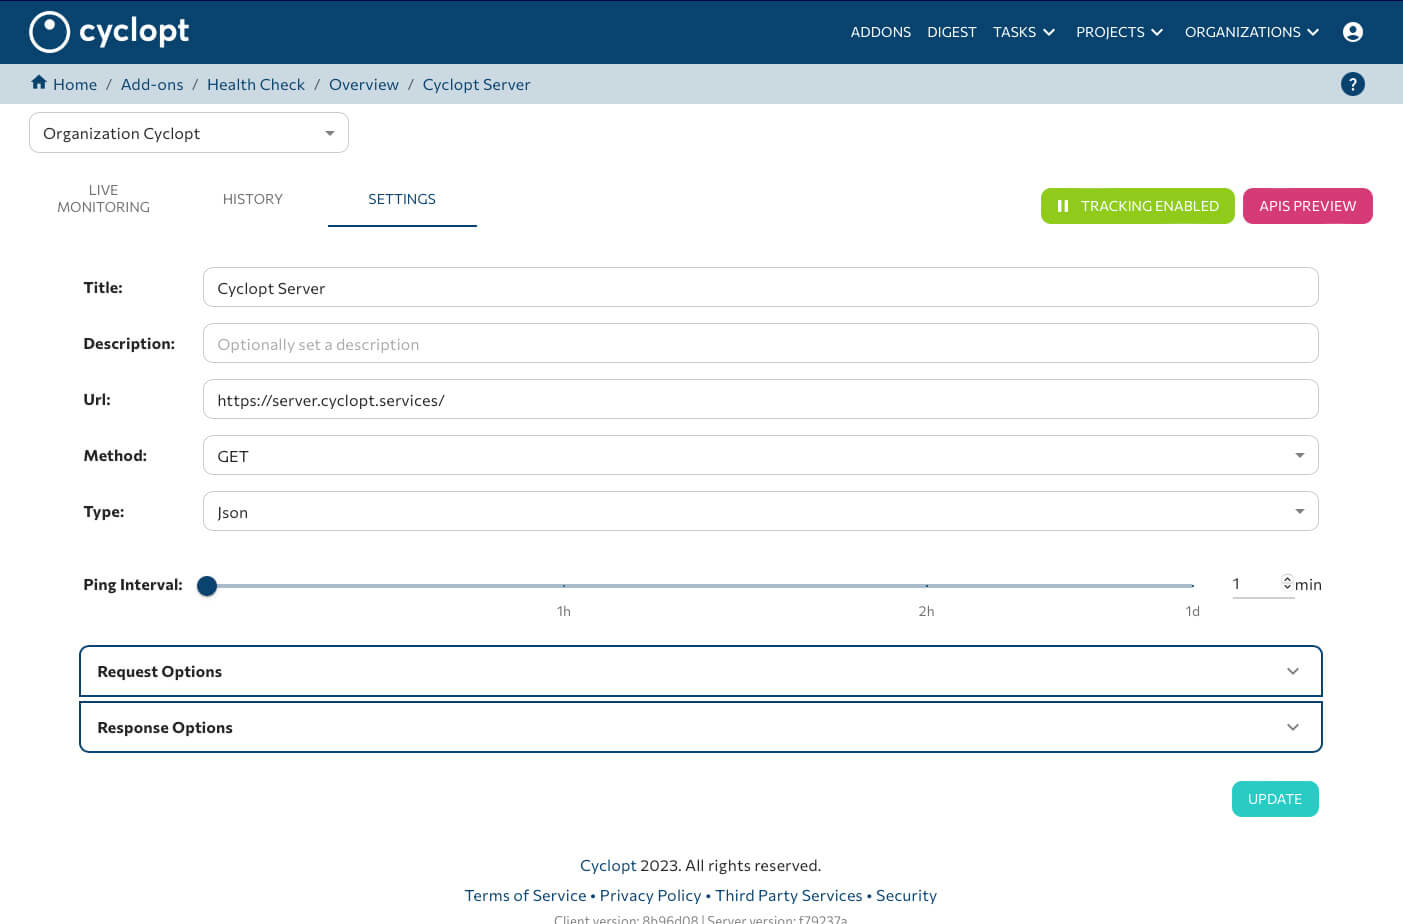 cyclopt
ADDONS DIGEST TASKS PROJECTS ORGANIZATIONS
Home / Add-ons / Health Check / Overview / Cyclopt Server ?
Organization Cyclopt
LIVE
MONITORING
HISTORY
SETTINGS
TRACKING ENABLED
APIS PREVIEW
Title: Cyclopt Server
Description: Optionally set a description
Url: https://server.cyclopt.services/
Method: GET
Type: Json
Ping Interval: 1 min
1h 2h 1d
Request Options
Response Options
UPDATE
Cyclopt 2023. All rights reserved.
Terms of Service • Privacy Policy • Third Party Services • Security
Client version: 8b96d08 | Server version: f79237a